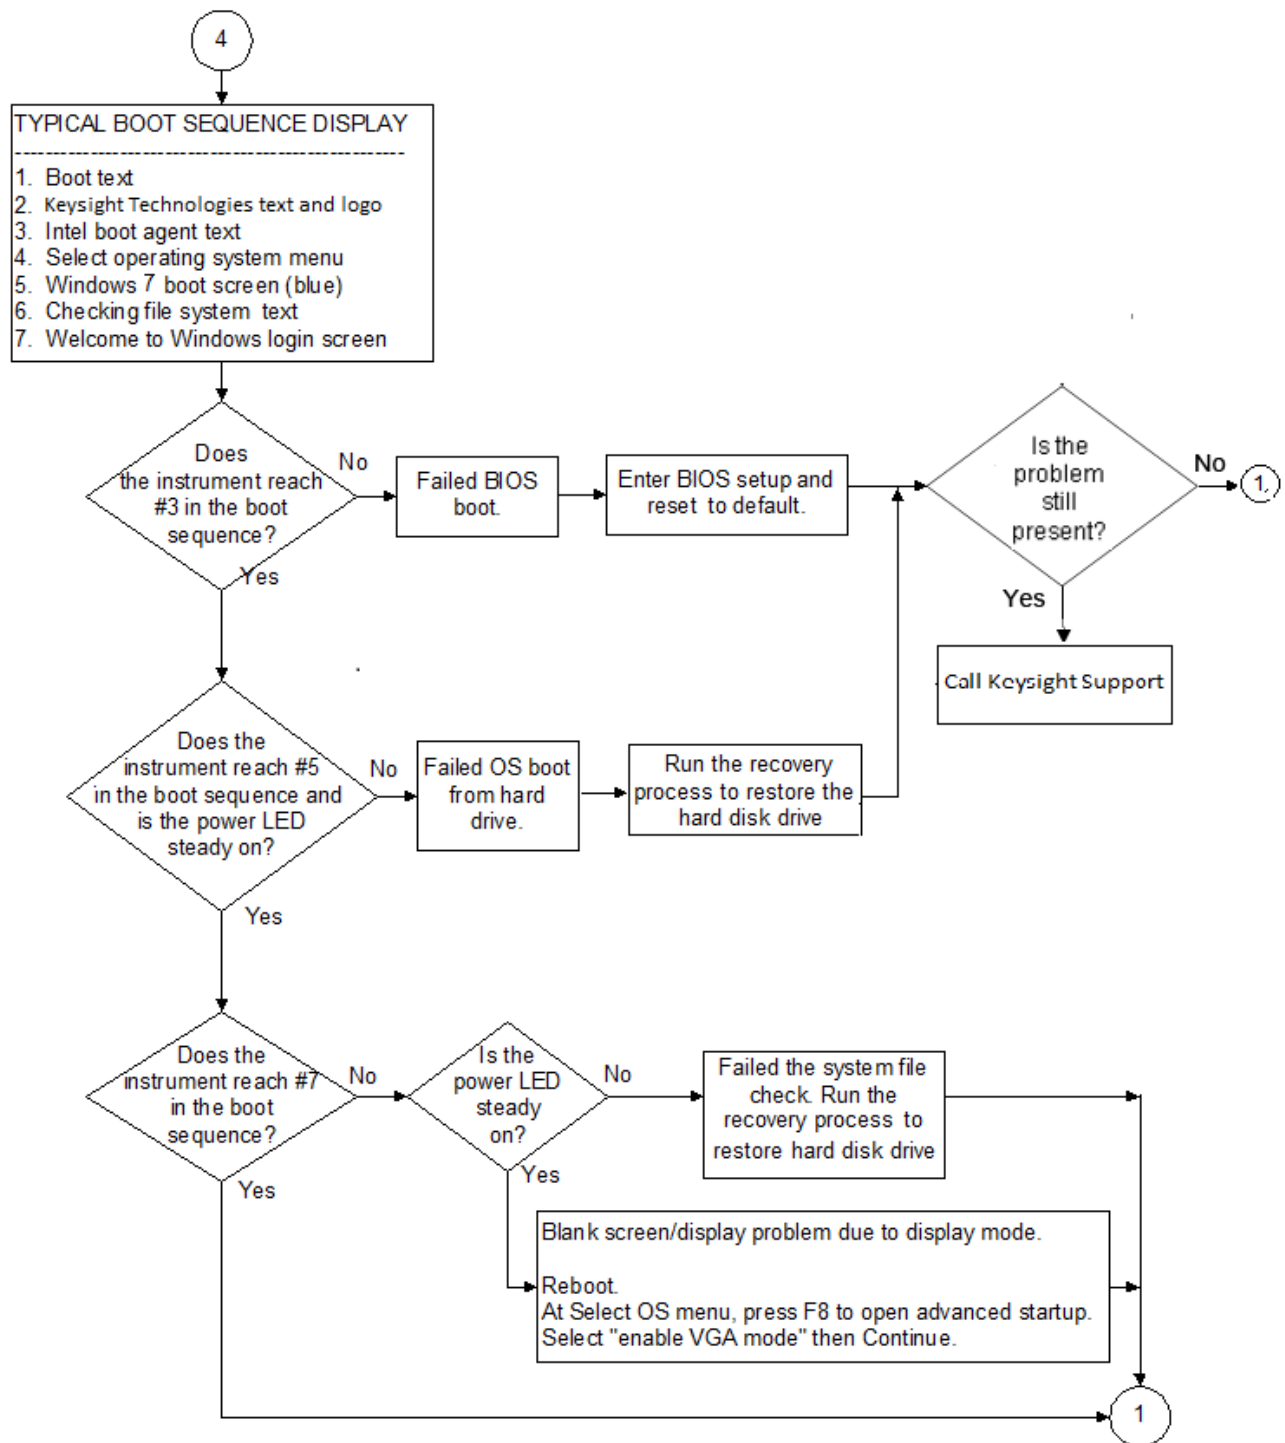 4
TYPICAL BOOT SEQUENCE DISPLAY
--------------------------------------------------
1. Boot text
2. Keysight Technologies text and logo
3. Intel boot agent text
4. Select operating system menu
5. Windows 7 boot screen (blue)
6. Checking file system text
7. Welcome to Windows login screen
Does
the instrument reach
#3 in the boot
sequence?
No
Yes
Failed BIOS
boot.
Enter BIOS setup and
reset to default.
Is the
problem
still
present?
No
1
Yes
Call Keysight Support
Does the
instrument reach #5
in the boot sequence and
is the power LED
steady on?
No
Yes
Failed OS boot
from hard
drive.
Run the recovery
process to restore the
hard disk drive
Does the
instrument reach #7
in the boot
sequence?
No
Yes
Is the
power LED
steady
on?
No
Yes
Failed the system file
check. Run the
recovery process to
restore hard disk drive
Blank screen/display problem due to display mode.
Reboot.
At Select OS menu, press F8 to open advanced startup.
Select "enable VGA mode" then Continue.
1